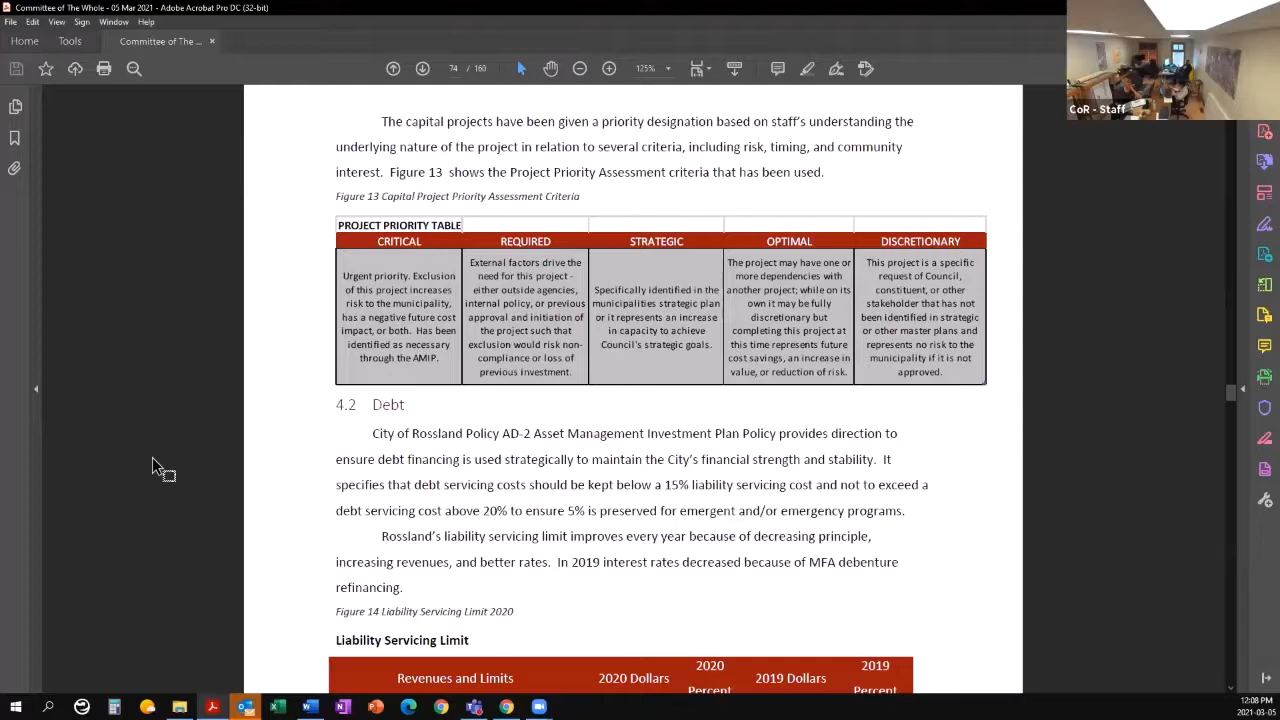 Committee of The Whole - 05 Mar 2021 - Adobe Acrobat Pro DC (32-bit)
File Edit View Sign Window Help
Home Tools Committee of The ... ×
74 / 160 125%
CoR - Staff
The capital projects have been given a priority designation based on staff's understanding the
underlying nature of the project in relation to several criteria, including risk, timing, and community
interest. Figure 13 shows the Project Priority Assessment criteria that has been used.
Figure 13 Capital Project Priority Assessment Criteria
PROJECT PRIORITY TABLE
CRITICAL
Urgent priority. Exclusion
of this project increases
risk to the municipality,
has a negative future cost
impact, or both. Has been
identified as necessary
through the AMIP.
REQUIRED
External factors drive the
need for this project -
either outside agencies,
internal policy, or previous
approval and initiation of
the project such that
exclusion would risk non-
compliance or loss of
previous investment.
STRATEGIC
Specifically identified in the
municipalities strategic plan
or it represents an increase
in capacity to achieve
Council's strategic goals.
OPTIMAL
The project may have one or
more dependencies with
another project; while on its
own it may be fully
discretionary but
completing this project at
this time represents future
cost savings, an increase in
value, or reduction of risk.
DISCRETIONARY
This project is a specific
request of Council,
constituent, or other
stakeholder that has not
been identified in strategic
or other master plans and
represents no risk to the
municipality if it is not
approved.
4.2 Debt
City of Rossland Policy AD-2 Asset Management Investment Plan Policy provides direction to
ensure debt financing is used strategically to maintain the City's financial strength and stability. It
specifies that debt servicing costs should be kept below a 15% liability servicing cost and not to exceed a
debt servicing cost above 20% to ensure 5% is preserved for emergent and/or emergency programs.
Rossland's liability servicing limit improves every year because of decreasing principle,
increasing revenues, and better rates. In 2019 interest rates decreased because of MFA debenture
refinancing.
Figure 14 Liability Servicing Limit 2020
Liability Servicing Limit
Revenues and Limits
2020 Dollars
2020
Percent
2019 Dollars
2019
Percent
12:08 PM
2021-03-05